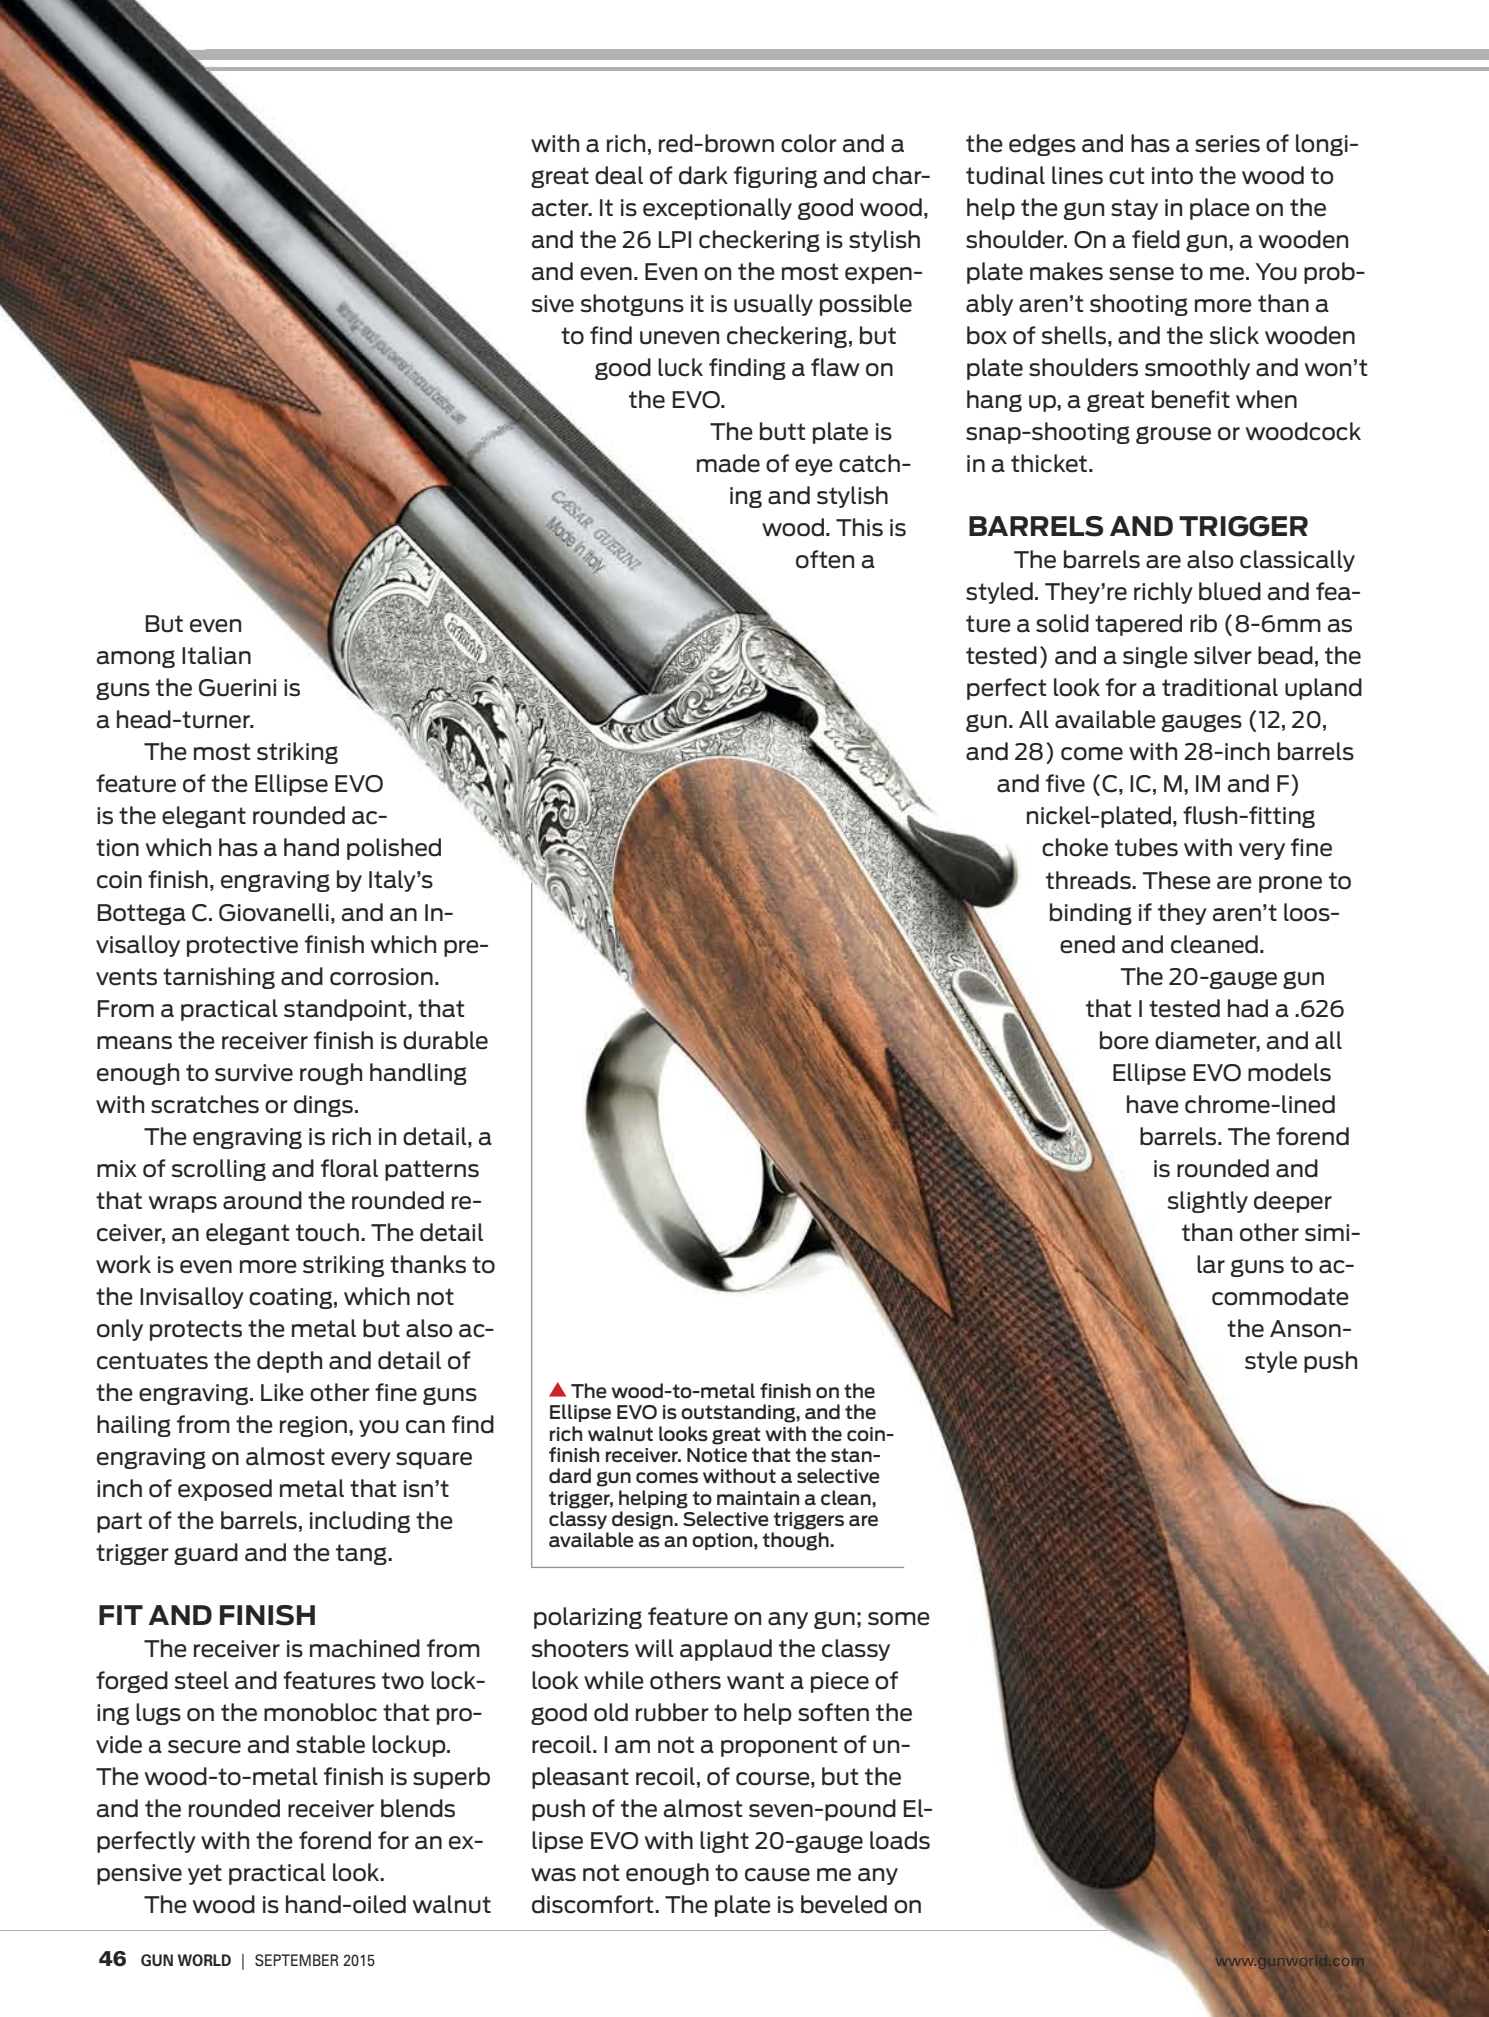 But even
among Italian
guns the Guerini is
a head-turner.
The most striking
feature of the Ellipse EVO
is the elegant rounded ac-
tion which has a hand polished
coin finish, engraving by Italy's
Bottega C. Giovanelli, and an In-
visalloy protective finish which pre-
vents tarnishing and corrosion.
From a practical standpoint, that
means the receiver finish is durable
enough to survive rough handling
with scratches or dings.
The engraving is rich in detail, a
mix of scrolling and floral patterns
that wraps around the rounded re-
ceiver, an elegant touch. The detail
work is even more striking thanks to
the Invisalloy coating, which not
only protects the metal but also ac-
centuates the depth and detail of
the engraving. Like other fine guns
hailing from the region, you can find
engraving on almost every square
inch of exposed metal that isn't
part of the barrels, including the
trigger guard and the tang.
FIT AND FINISH
The receiver is machined from
forged steel and features two lock-
ing lugs on the monobloc that pro-
vide a secure and stable lockup.
The wood-to-metal finish is superb
and the rounded receiver blends
perfectly with the forend for an ex-
pensive yet practical look.
The wood is hand-oiled walnut
with a rich, red-brown color and a
great deal of dark figuring and char-
acter. It is exceptionally good wood,
and the 26 LPI checkering is stylish
and even. Even on the most expen-
sive shotguns it is usually possible
to find uneven checkering, but
good luck finding a flaw on
the EVO.
The butt plate is
made of eye catch-
ing and stylish
wood. This is
often a
polarizing feature on any gun; some
shooters will applaud the classy
look while others want a piece of
good old rubber to help soften the
recoil. I am not a proponent of un-
pleasant recoil, of course, but the
push of the almost seven-pound El-
lipse EVO with light 20-gauge loads
was not enough to cause me any
discomfort. The plate is beveled on
the edges and has a series of longi-
tudinal lines cut into the wood to
help the gun stay in place on the
shoulder. On a field gun, a wooden
plate makes sense to me. You prob-
ably aren't shooting more than a
box of shells, and the slick wooden
plate shoulders smoothly and won't
hang up, a great benefit when
snap-shooting grouse or woodcock
in a thicket.
BARRELS AND TRIGGER
The barrels are also classically
styled. They're richly blued and fea-
ture a solid tapered rib (8-6mm as
tested) and a single silver bead, the
perfect look for a traditional upland
gun. All available gauges (12, 20,
and 28) come with 28-inch barrels
and five (C, IC, M, IM and F)
nickel-plated, flush-fitting
choke tubes with very fine
threads. These are prone to
binding if they aren't loos-
ened and cleaned.
The 20-gauge gun
that I tested had a .626
bore diameter, and all
Ellipse EVO models
have chrome-lined
barrels. The forend
is rounded and
slightly deeper
than other simi-
lar guns to ac-
commodate
the Anson-
style push
▲ The wood-to-metal finish on the
Ellipse EVO is outstanding, and the
rich walnut looks great with the coin-
finish receiver. Notice that the stan-
dard gun comes without a selective
trigger, helping to maintain a clean,
classy design. Selective triggers are
available as an option, though.
CÆSAR GUERINI
Made in Italy
46 GUN WORLD | SEPTEMBER 2015
www.gunworld.com